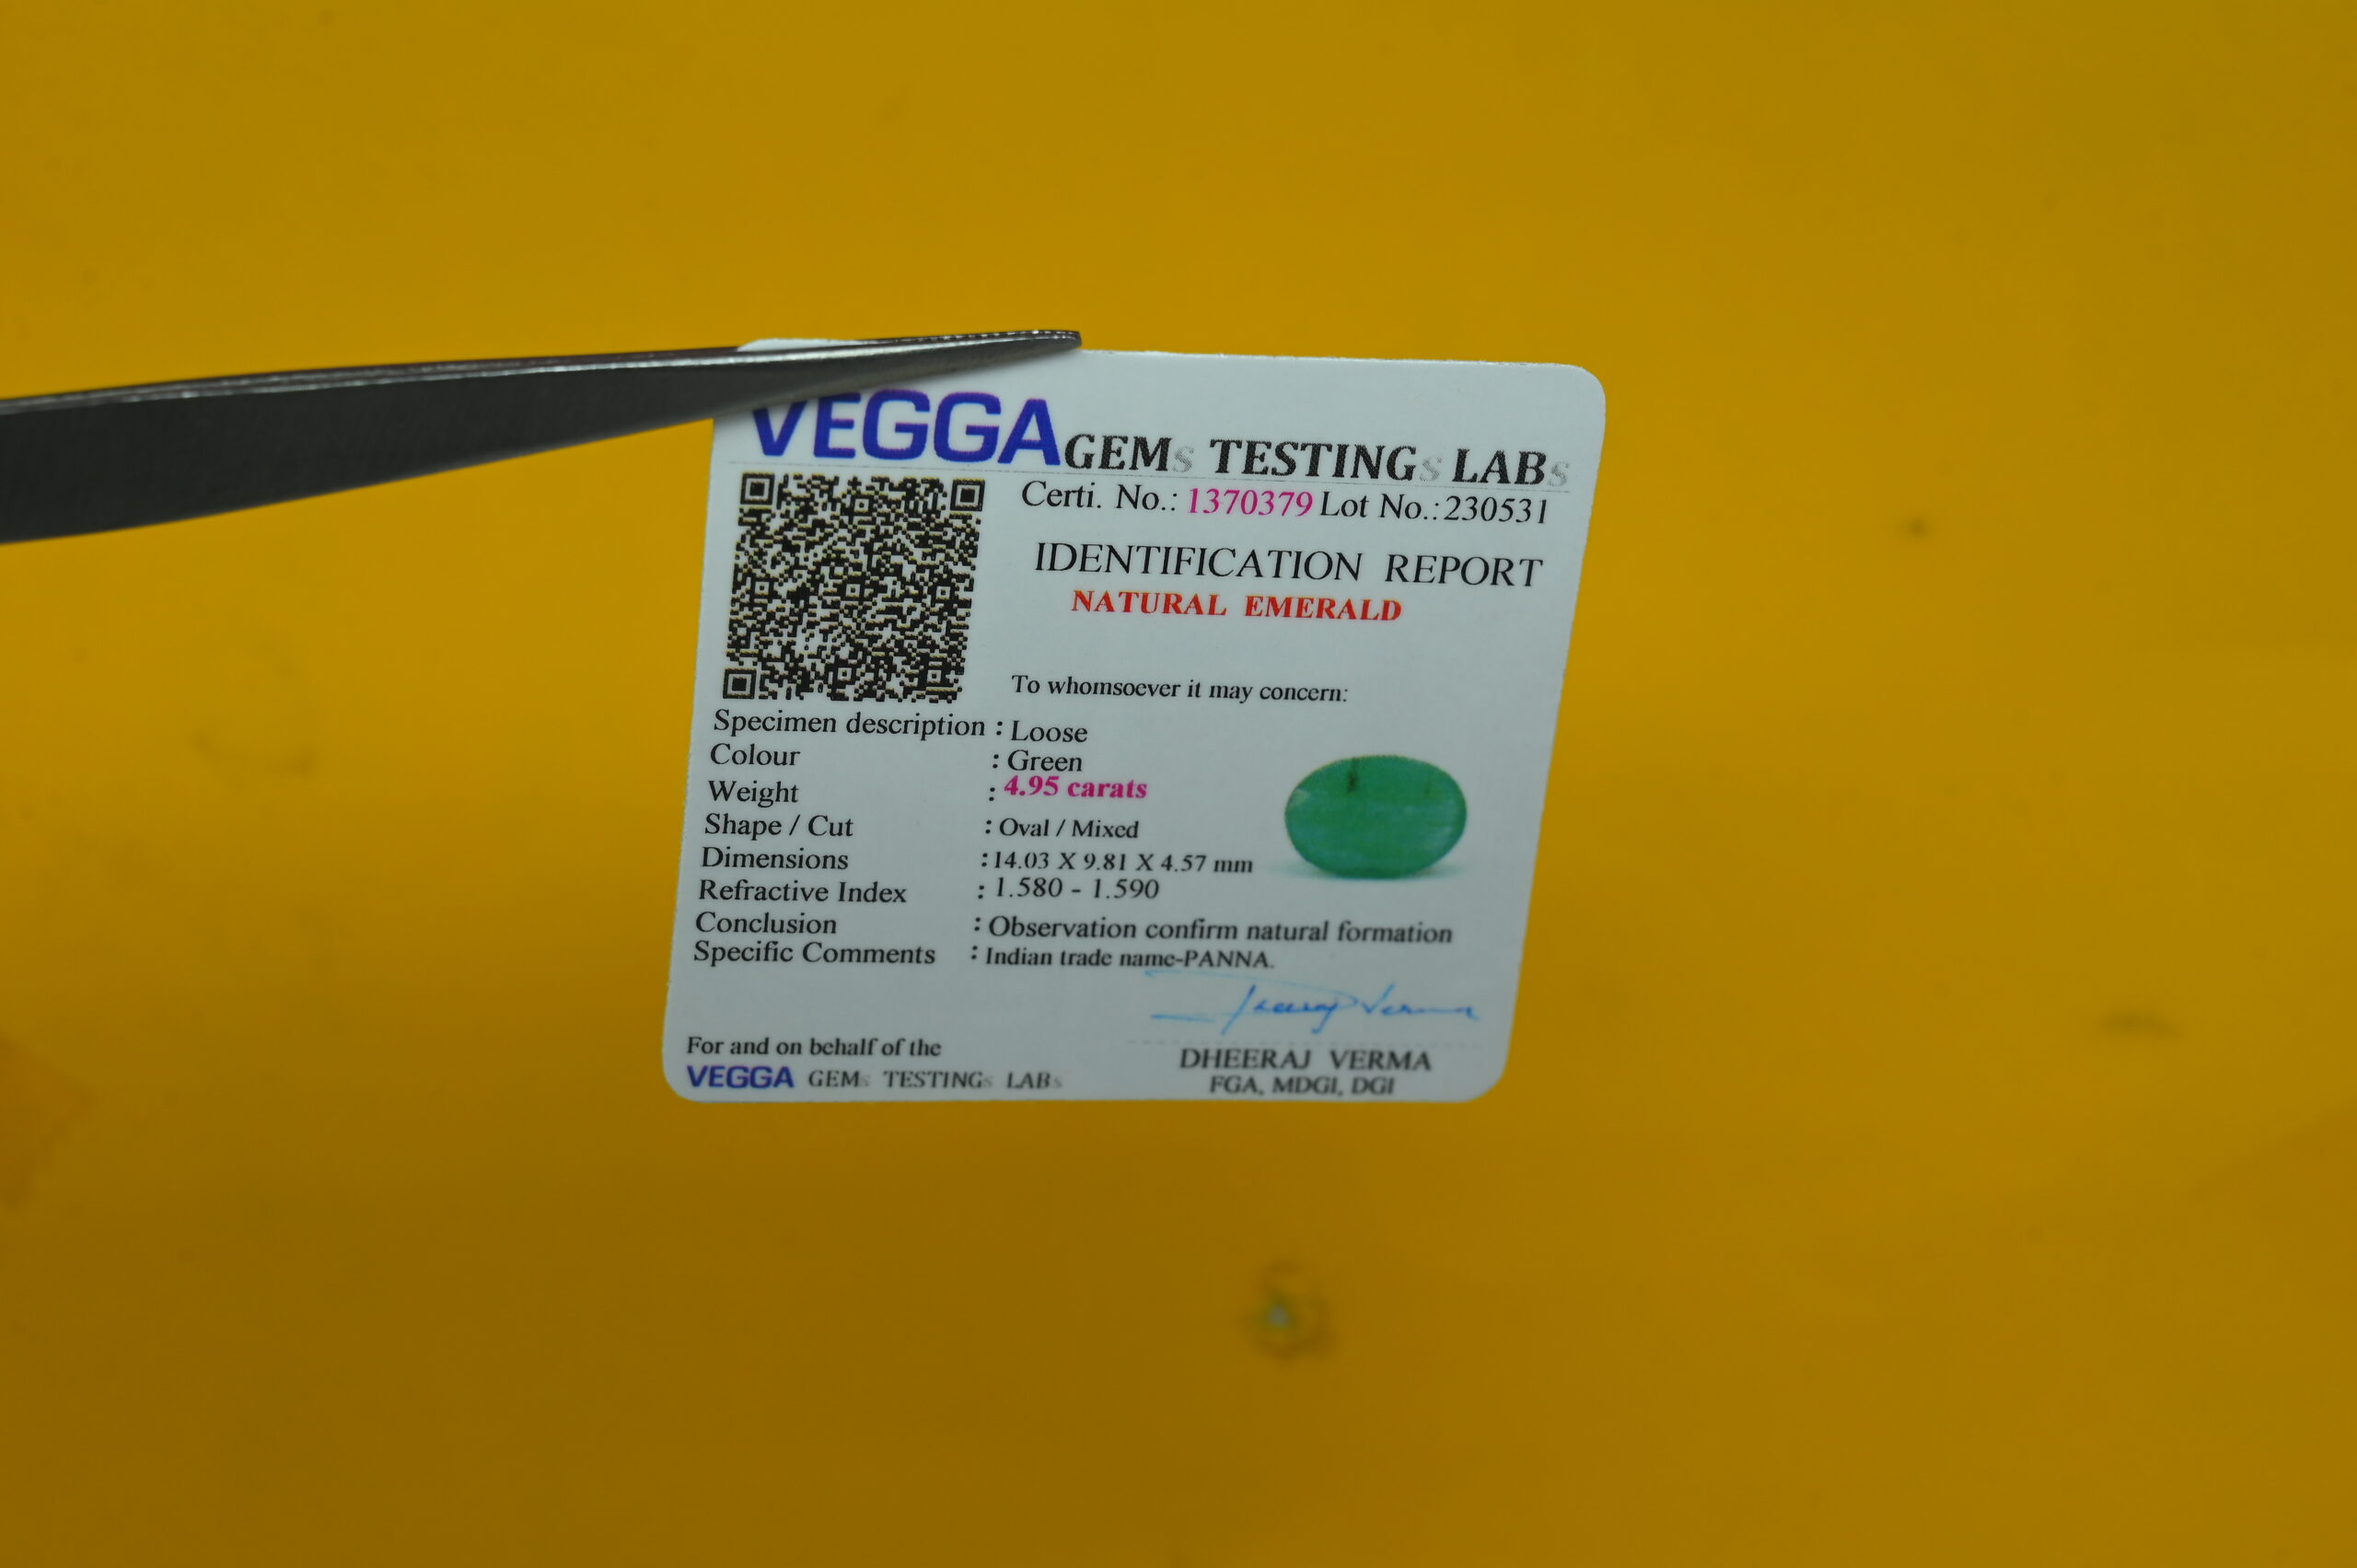 VEGGA GEMs TESTINGs LABs
Certi. No.: 1370379 Lot No.:230531
IDENTIFICATION REPORT
NATURAL EMERALD
To whomsoever it may concern:
Specimen description : Loose
Colour : Green
Weight : 4.95 carats
Shape / Cut : Oval / Mixed
Dimensions :14.03 X 9.81 X 4.57 mm
Refractive Index : 1.580 - 1.590
Conclusion : Observation confirm natural formation
Specific Comments : Indian trade name-PANNA.
Dheeraj Verma
For and on behalf of the
VEGGA GEMs TESTINGs LABs
DHEERAJ VERMA
FGA, MDGI, DGI